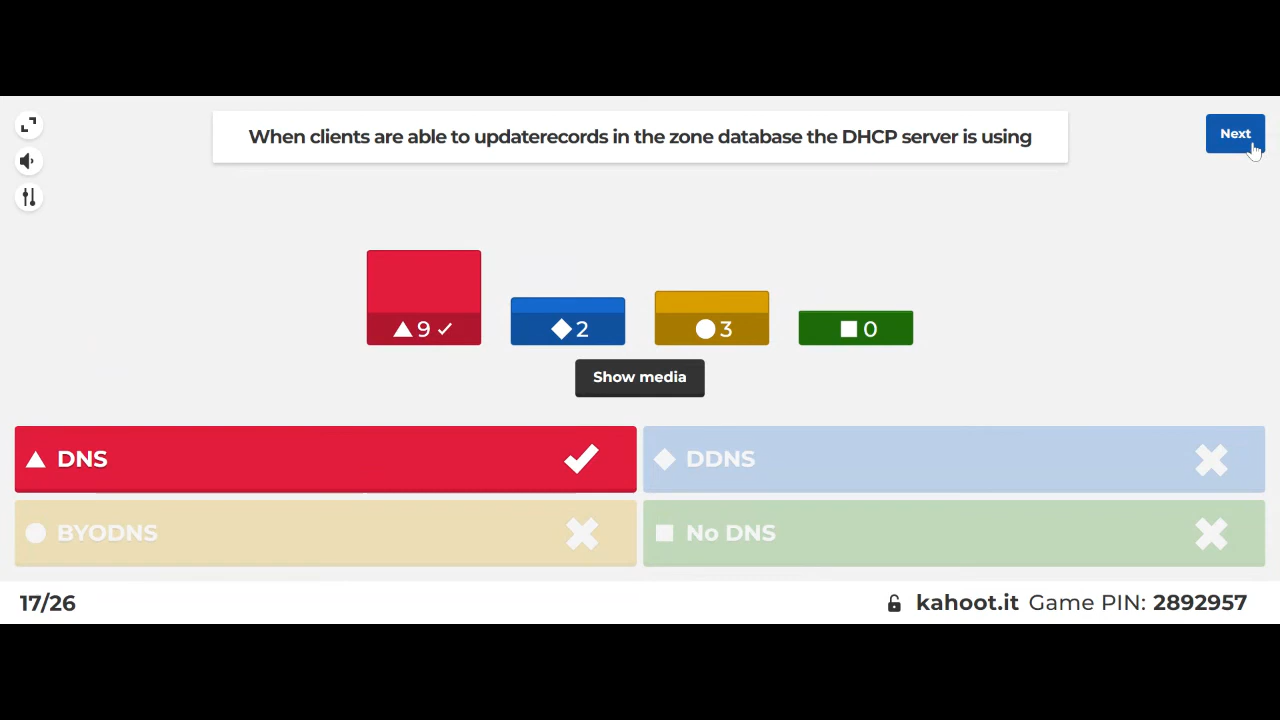 When clients are able to updaterecords in the zone database the DHCP server is using
Next
9
2
3
0
Show media
DNS
DDNS
BYODNS
No DNS
17/26
kahoot.it Game PIN: 2892957